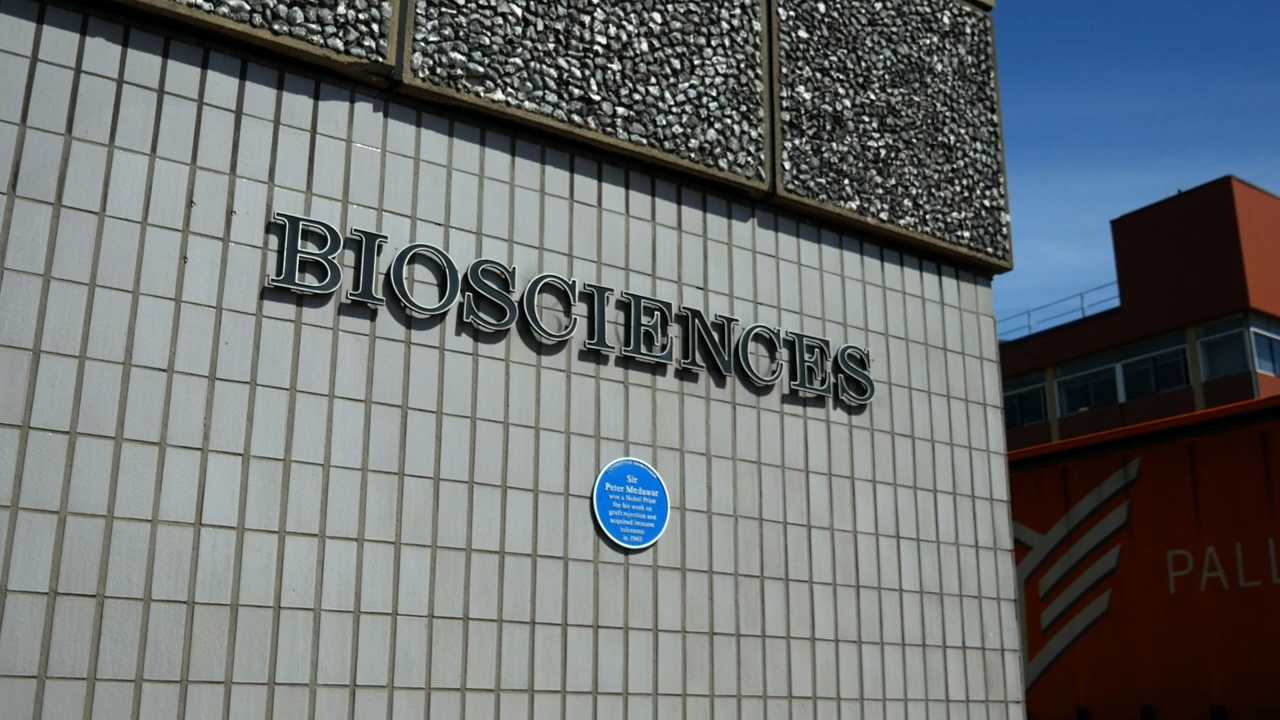 BIOSCIENCES
Sir
Peter Medawar
won a Nobel Prize
for his work on
graft rejection and
acquired immune
tolerance
in 1960
PALL